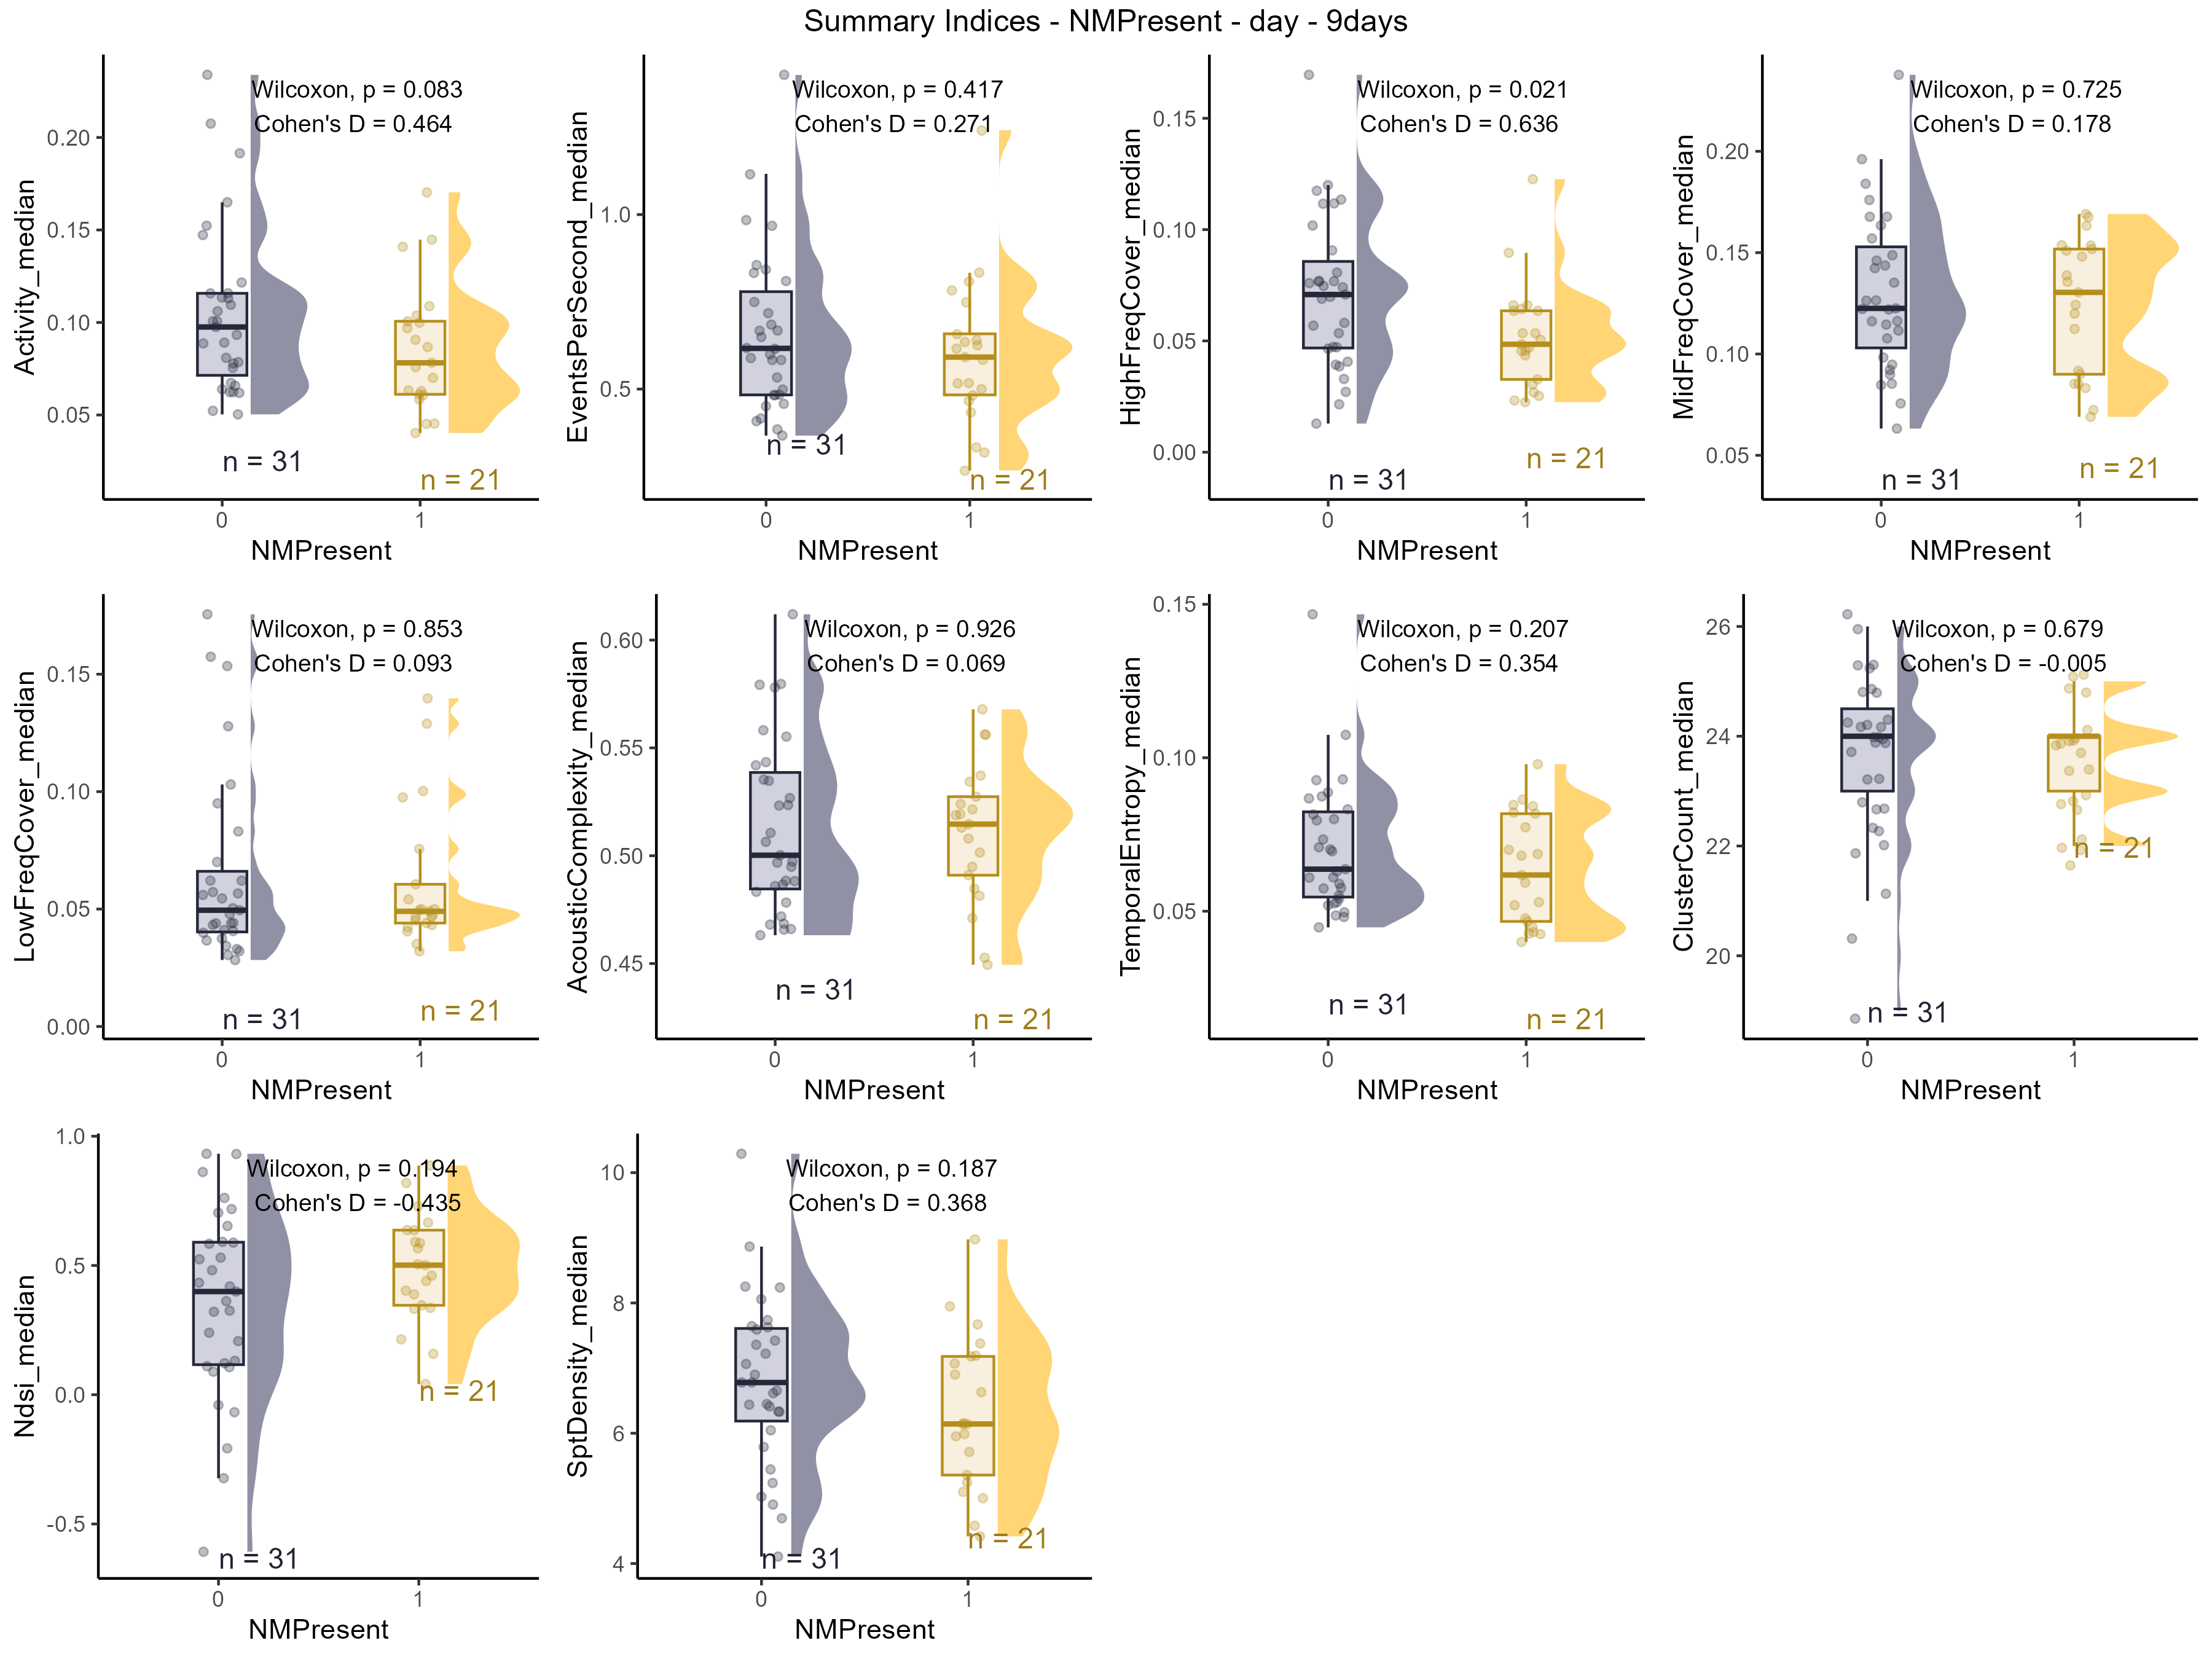 Summary Indices - NMPresent - day - 9days
Activity_median
0.20
0.15
0.10
0.05
Wilcoxon, p = 0.083
Cohen's D = 0.464
n = 31
n = 21
0
1
NMPresent
EventsPerSecond_median
1.0
0.5
Wilcoxon, p = 0.417
Cohen's D = 0.271
n = 31
n = 21
0
1
NMPresent
HighFreqCover_median
0.15
0.10
0.05
0.00
Wilcoxon, p = 0.021
Cohen's D = 0.636
n = 31
n = 21
0
1
NMPresent
MidFreqCover_median
0.20
0.15
0.10
0.05
Wilcoxon, p = 0.725
Cohen's D = 0.178
n = 31
n = 21
0
1
NMPresent
LowFreqCover_median
0.15
0.10
0.05
0.00
Wilcoxon, p = 0.853
Cohen's D = 0.093
n = 31
n = 21
0
1
NMPresent
AcousticComplexity_median
0.60
0.55
0.50
0.45
Wilcoxon, p = 0.926
Cohen's D = 0.069
n = 31
n = 21
0
1
NMPresent
TemporalEntropy_median
0.15
0.10
0.05
Wilcoxon, p = 0.207
Cohen's D = 0.354
n = 31
n = 21
0
1
NMPresent
ClusterCount_median
26
24
22
20
Wilcoxon, p = 0.679
Cohen's D = -0.005
n = 31
n = 21
0
1
NMPresent
Ndsi_median
1.0
0.5
0.0
-0.5
Wilcoxon, p = 0.194
Cohen's D = -0.435
n = 31
n = 21
0
1
NMPresent
SptDensity_median
10
8
6
4
Wilcoxon, p = 0.187
Cohen's D = 0.368
n = 31
n = 21
0
1
NMPresent